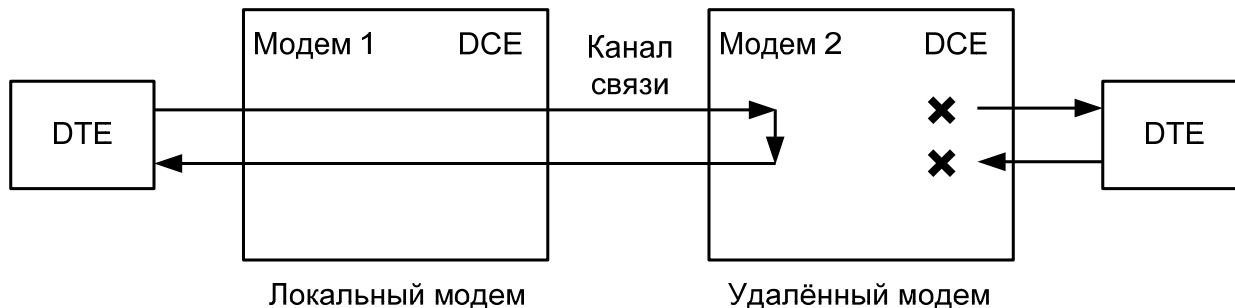 Модем 1 DCE
Канал
связи
Модем 2 DCE
DTE
DTE
Локальный модем
Удалённый модем